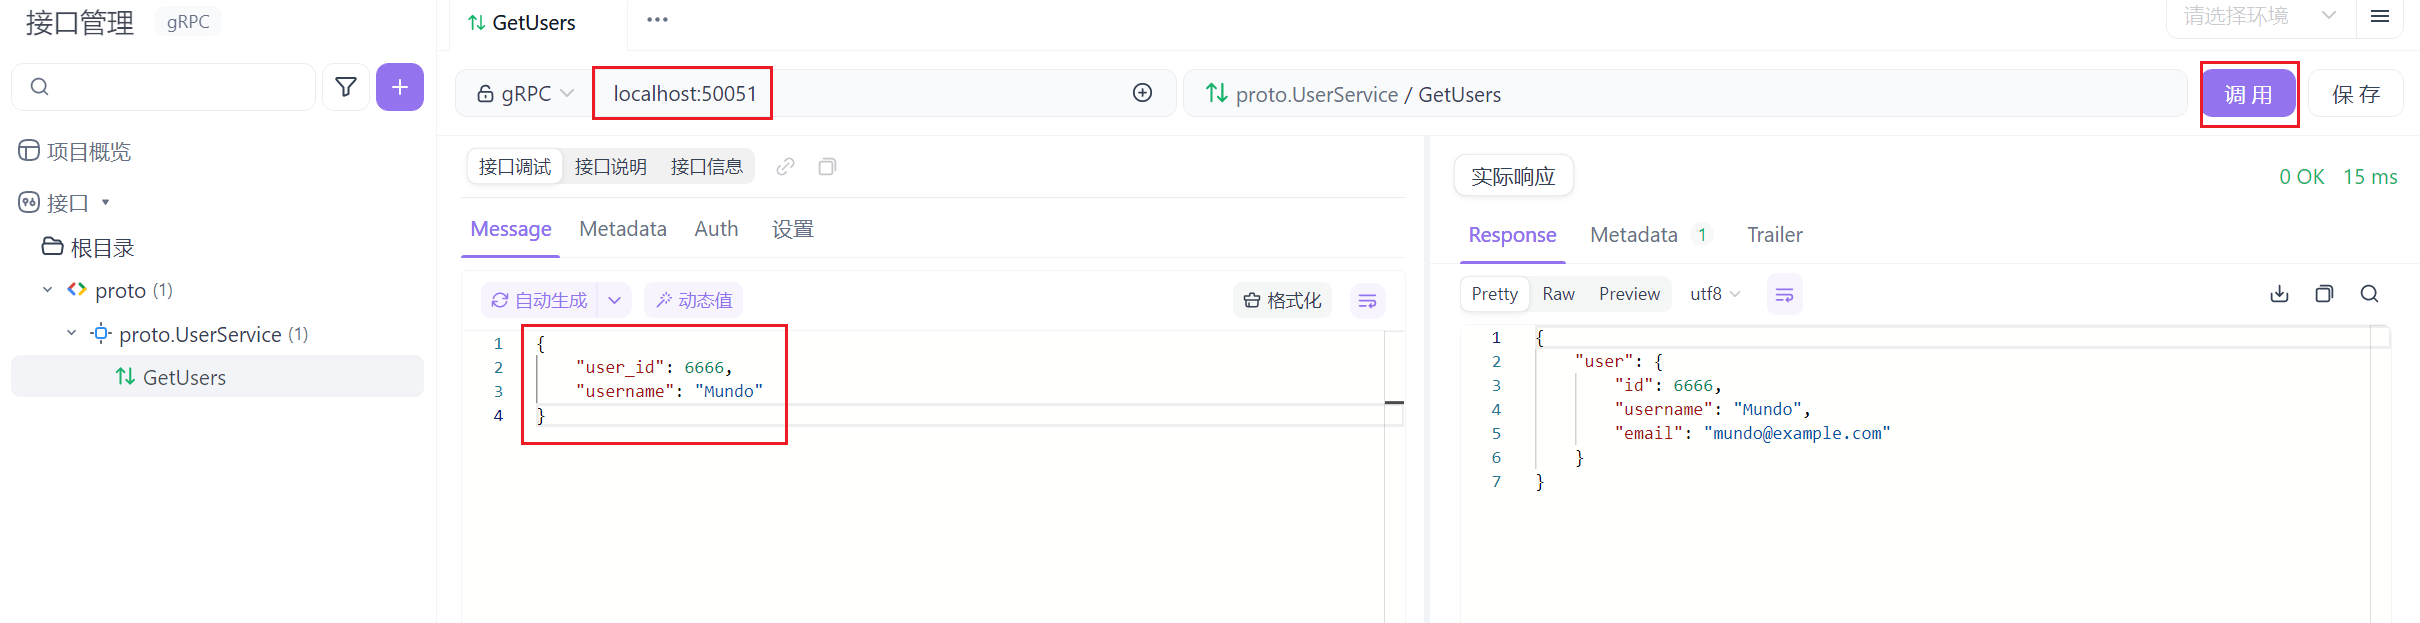 接口管理 gRPC
项目概览
接口
根目录
proto (1)
proto.UserService (1)
GetUsers
GetUsers
请选择环境
gRPC localhost:50051
proto.UserService / GetUsers
调 用
保 存
接口调试 接口说明 接口信息
Message Metadata Auth 设置
自动生成 动态值 格式化
1 {
2 "user_id": 6666,
3 "username": "Mundo"
4 }
实际响应
0 OK 15 ms
Response Metadata 1 Trailer
Pretty Raw Preview utf8
1 {
2 "user": {
3 "id": 6666,
4 "username": "Mundo",
5 "email": "mundo@example.com"
6 }
7 }